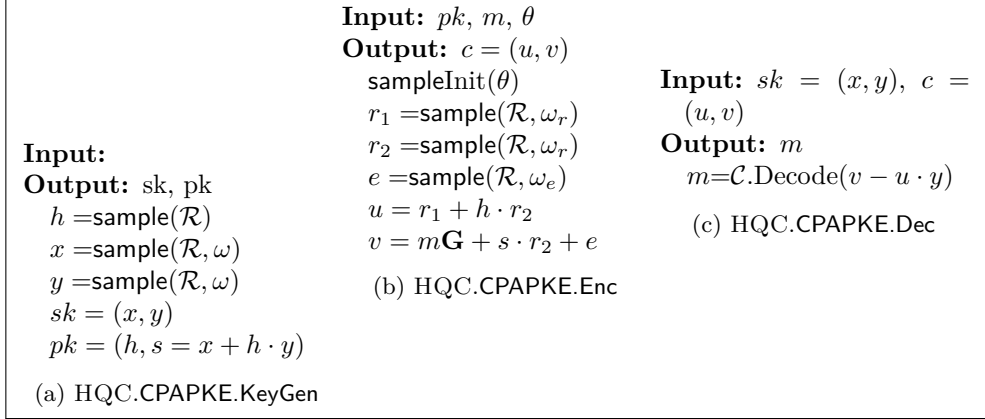 Input:
Output: sk, pk
h =sample(ℛ)
x =sample(ℛ, ω)
y =sample(ℛ, ω)
sk = (x, y)
pk = (h, s = x + h · y)
(a) HQC.CPAPKE.KeyGen
Input: pk, m, θ
Output: c = (u, v)
sampleInit(θ)
r₁ =sample(ℛ, ωᵣ)
r₂ =sample(ℛ, ωᵣ)
e =sample(ℛ, ωₑ)
u = r₁ + h · r₂
v = m𝐆 + s · r₂ + e
(b) HQC.CPAPKE.Enc
Input: sk = (x, y), c =
(u, v)
Output: m
m=𝒞.Decode(v − u · y)
(c) HQC.CPAPKE.Dec